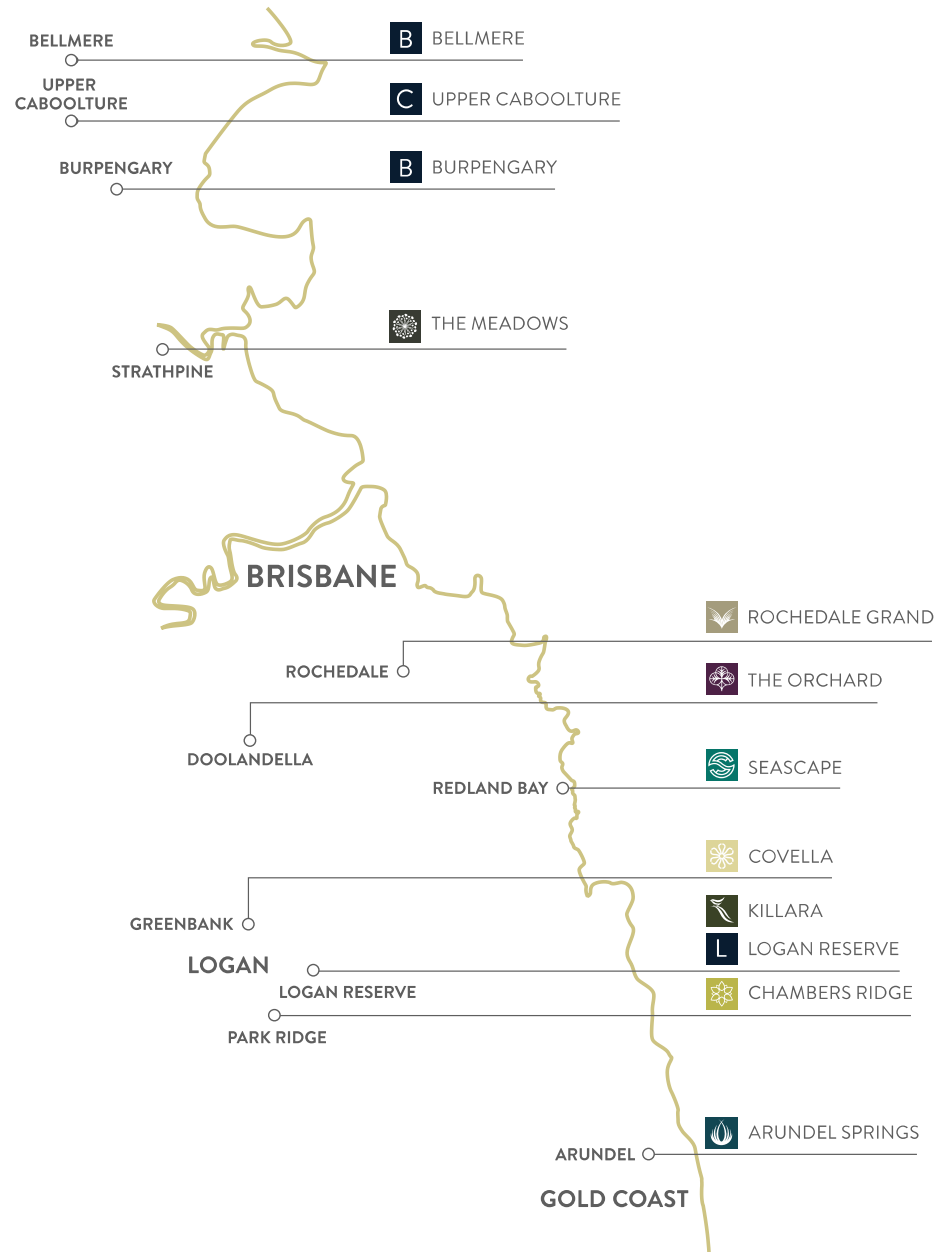 BELLMERE
B BELLMERE
UPPER
CABOOLTURE
C UPPER CABOOLTURE
BURPENGARY
B BURPENGARY
THE MEADOWS
STRATHPINE
BRISBANE
ROCHEDALE GRAND
ROCHEDALE
THE ORCHARD
DOOLANDELLA
SEASCAPE
REDLAND BAY
COVELLA
GREENBANK
KILLARA
L LOGAN RESERVE
LOGAN
LOGAN RESERVE
CHAMBERS RIDGE
PARK RIDGE
ARUNDEL SPRINGS
ARUNDEL
GOLD COAST